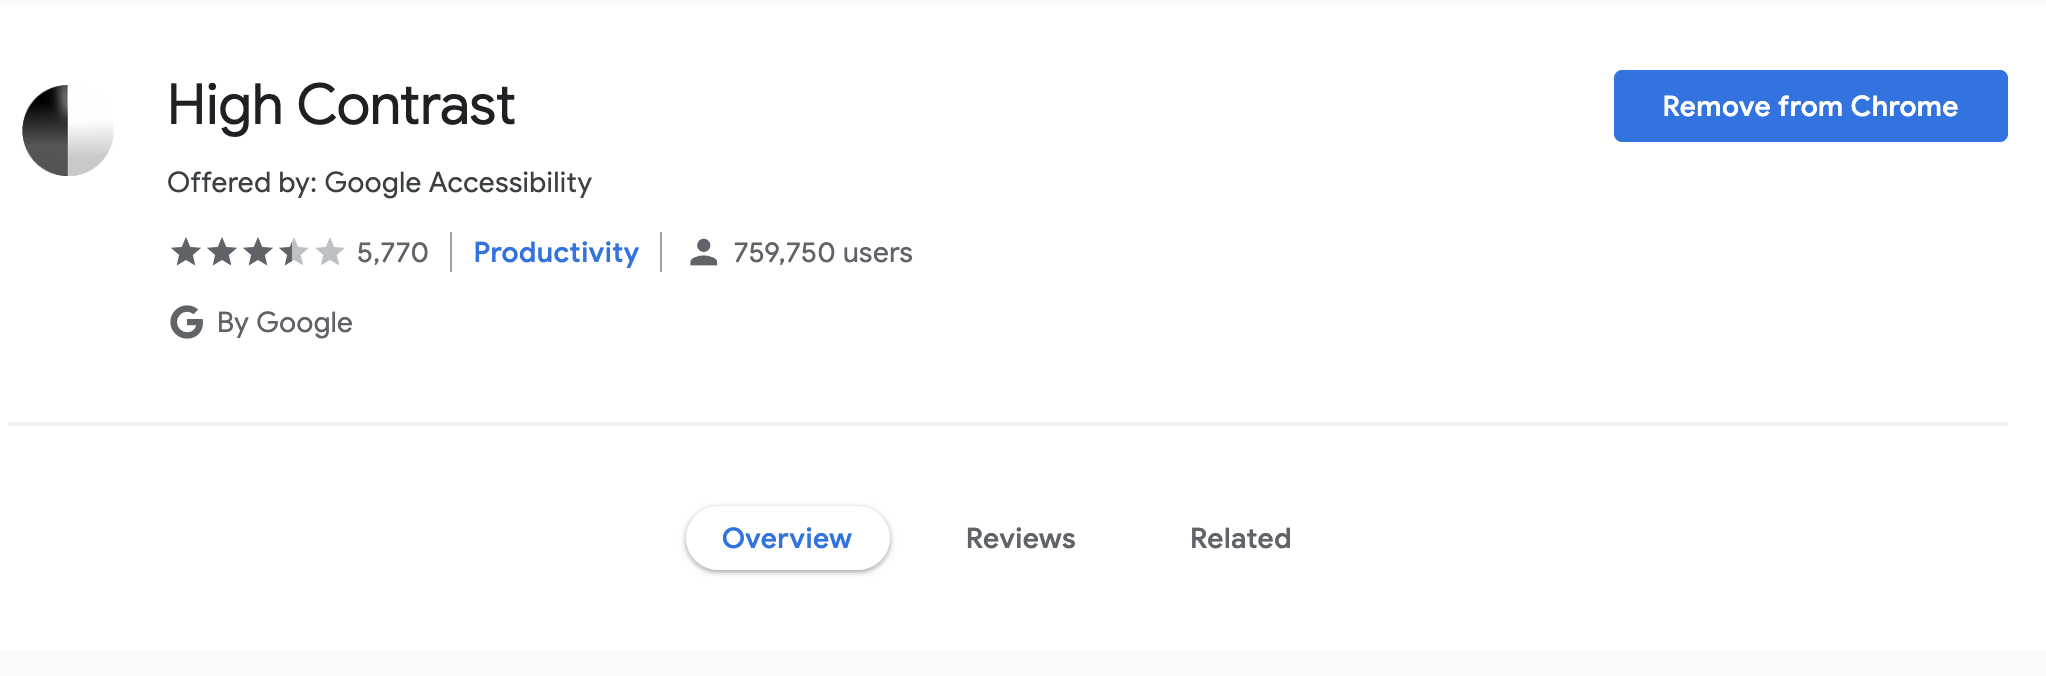 High Contrast
Remove from Chrome
Offered by: Google Accessibility
5,770 Productivity 759,750 users
G By Google
Overview Reviews Related